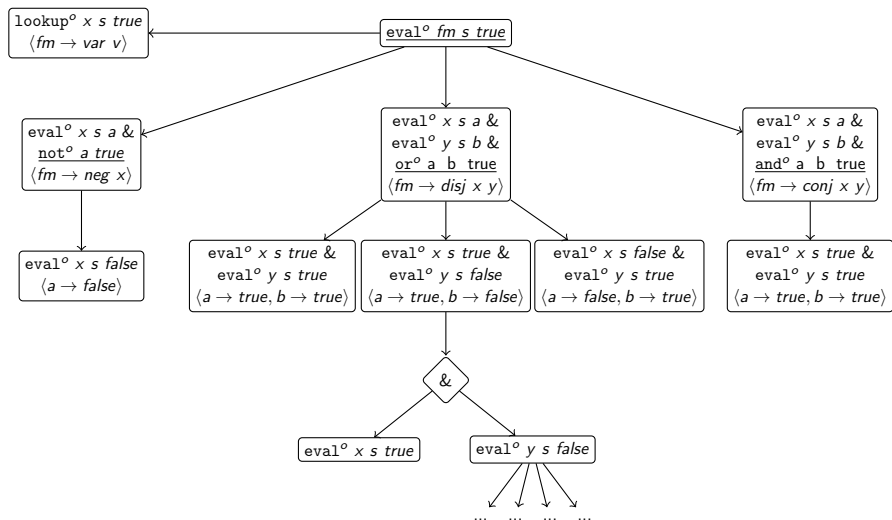 lookupᵒ x s true
⟨fm → var v⟩
evalᵒ fm s true
evalᵒ x s a &
notᵒ a true
⟨fm → neg x⟩
evalᵒ x s a &
evalᵒ y s b &
orᵒ a b true
⟨fm → disj x y⟩
evalᵒ x s a &
evalᵒ y s b &
andᵒ a b true
⟨fm → conj x y⟩
evalᵒ x s false
⟨a → false⟩
evalᵒ x s true &
evalᵒ y s true
⟨a → true, b → true⟩
evalᵒ x s true &
evalᵒ y s false
⟨a → true, b → false⟩
evalᵒ x s false &
evalᵒ y s true
⟨a → false, b → true⟩
evalᵒ x s true &
evalᵒ y s true
⟨a → true, b → true⟩
&
evalᵒ x s true
evalᵒ y s false
... ... ... ...